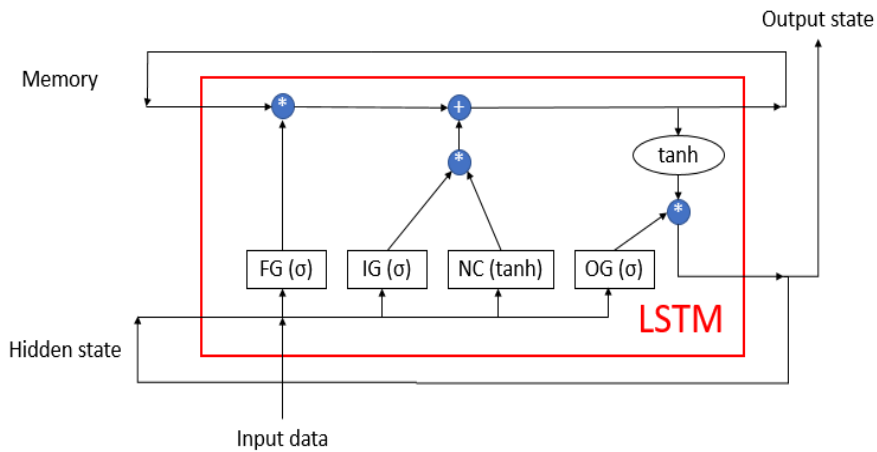 Output state
Memory
*
+
*
tanh
*
FG (σ)
IG (σ)
NC (tanh)
OG (σ)
LSTM
Hidden state
Input data